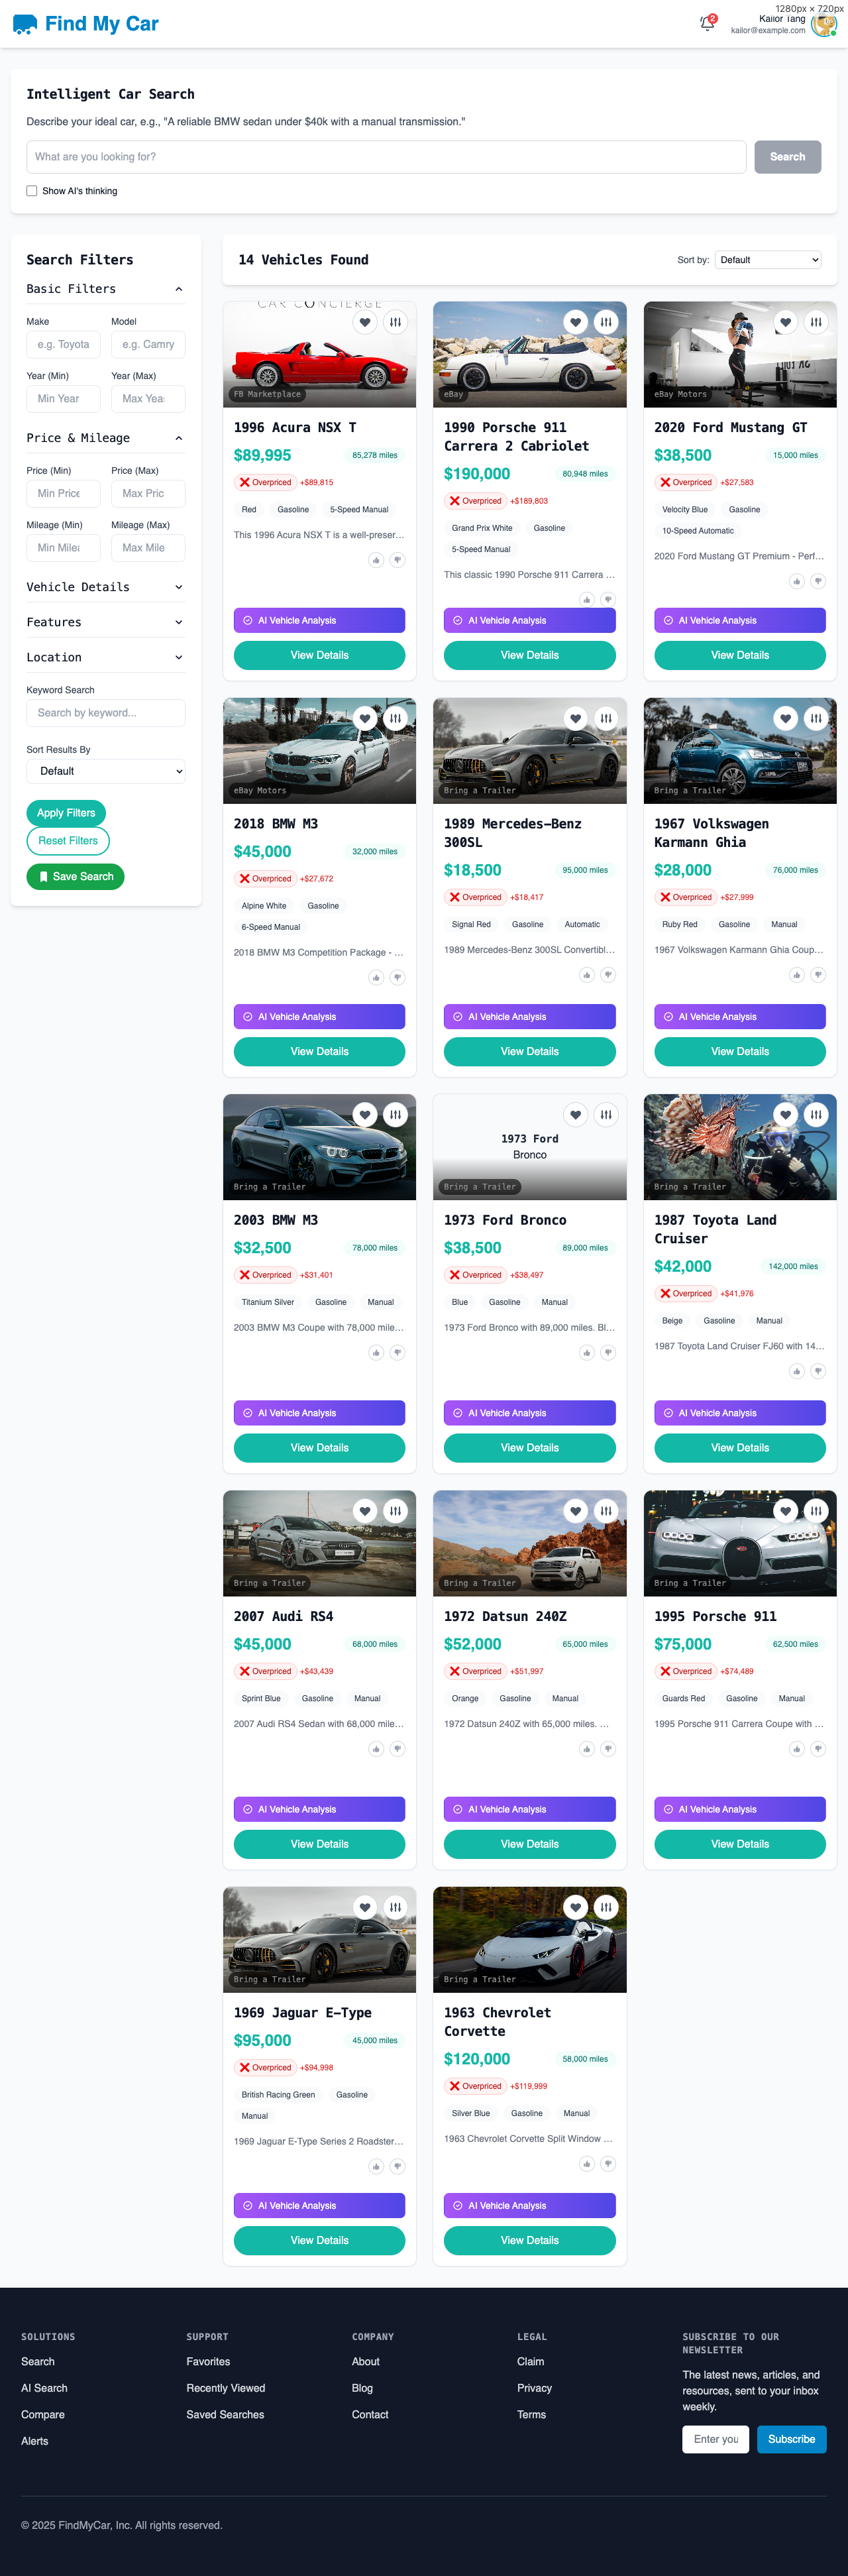 1280px × 720px
Find My Car
2
Kailor Tang
kailor@example.com
Intelligent Car Search
Describe your ideal car, e.g., "A reliable BMW sedan under $40k with a manual transmission."
What are you looking for?
Search
Show AI's thinking
Search Filters
Basic Filters
Make
Model
e.g. Toyota
e.g. Camry
Year (Min)
Year (Max)
Min Year
Max Yea
Price & Mileage
Price (Min)
Price (Max)
Min Price
Max Pric
Mileage (Min)
Mileage (Max)
Min Milea
Max Mile
Vehicle Details
Features
Location
Keyword Search
Search by keyword...
Sort Results By
Default
Apply Filters
Reset Filters
Save Search
14 Vehicles Found
Sort by:
Default
CAR CONCIERGE
FB Marketplace
1996 Acura NSX T
$89,995
85,278 miles
Overpriced +$89,815
Red Gasoline 5-Speed Manual
This 1996 Acura NSX T is a well-preser...
AI Vehicle Analysis
View Details
eBay
1990 Porsche 911
Carrera 2 Cabriolet
$190,000
80,948 miles
Overpriced +$189,803
Grand Prix White Gasoline
5-Speed Manual
This classic 1990 Porsche 911 Carrera ...
AI Vehicle Analysis
View Details
eBay Motors
2020 Ford Mustang GT
$38,500
15,000 miles
Overpriced +$27,583
Velocity Blue Gasoline
10-Speed Automatic
2020 Ford Mustang GT Premium - Perf...
AI Vehicle Analysis
View Details
eBay Motors
2018 BMW M3
$45,000
32,000 miles
Overpriced +$27,672
Alpine White Gasoline
6-Speed Manual
2018 BMW M3 Competition Package - ...
AI Vehicle Analysis
View Details
Bring a Trailer
1989 Mercedes-Benz
300SL
$18,500
95,000 miles
Overpriced +$18,417
Signal Red Gasoline Automatic
1989 Mercedes-Benz 300SL Convertibl...
AI Vehicle Analysis
View Details
Bring a Trailer
1967 Volkswagen
Karmann Ghia
$28,000
76,000 miles
Overpriced +$27,999
Ruby Red Gasoline Manual
1967 Volkswagen Karmann Ghia Coup...
AI Vehicle Analysis
View Details
Bring a Trailer
2003 BMW M3
$32,500
78,000 miles
Overpriced +$31,401
Titanium Silver Gasoline Manual
2003 BMW M3 Coupe with 78,000 mile...
AI Vehicle Analysis
View Details
1973 Ford
Bronco
Bring a Trailer
1973 Ford Bronco
$38,500
89,000 miles
Overpriced +$38,497
Blue Gasoline Manual
1973 Ford Bronco with 89,000 miles. Bl...
AI Vehicle Analysis
View Details
Bring a Trailer
1987 Toyota Land
Cruiser
$42,000
142,000 miles
Overpriced +$41,976
Beige Gasoline Manual
1987 Toyota Land Cruiser FJ60 with 14...
AI Vehicle Analysis
View Details
Bring a Trailer
2007 Audi RS4
$45,000
68,000 miles
Overpriced +$43,439
Sprint Blue Gasoline Manual
2007 Audi RS4 Sedan with 68,000 mile...
AI Vehicle Analysis
View Details
Bring a Trailer
1972 Datsun 240Z
$52,000
65,000 miles
Overpriced +$51,997
Orange Gasoline Manual
1972 Datsun 240Z with 65,000 miles. ...
AI Vehicle Analysis
View Details
Bring a Trailer
1995 Porsche 911
$75,000
62,500 miles
Overpriced +$74,489
Guards Red Gasoline Manual
1995 Porsche 911 Carrera Coupe with ...
AI Vehicle Analysis
View Details
Bring a Trailer
1969 Jaguar E-Type
$95,000
45,000 miles
Overpriced +$94,998
British Racing Green Gasoline
Manual
1969 Jaguar E-Type Series 2 Roadster...
AI Vehicle Analysis
View Details
Bring a Trailer
1963 Chevrolet
Corvette
$120,000
58,000 miles
Overpriced +$119,999
Silver Blue Gasoline Manual
1963 Chevrolet Corvette Split Window ...
AI Vehicle Analysis
View Details
SOLUTIONS
Search
AI Search
Compare
Alerts
SUPPORT
Favorites
Recently Viewed
Saved Searches
COMPANY
About
Blog
Contact
LEGAL
Claim
Privacy
Terms
SUBSCRIBE TO OUR
NEWSLETTER
The latest news, articles, and
resources, sent to your inbox
weekly.
Enter you
Subscribe
© 2025 FindMyCar, Inc. All rights reserved.